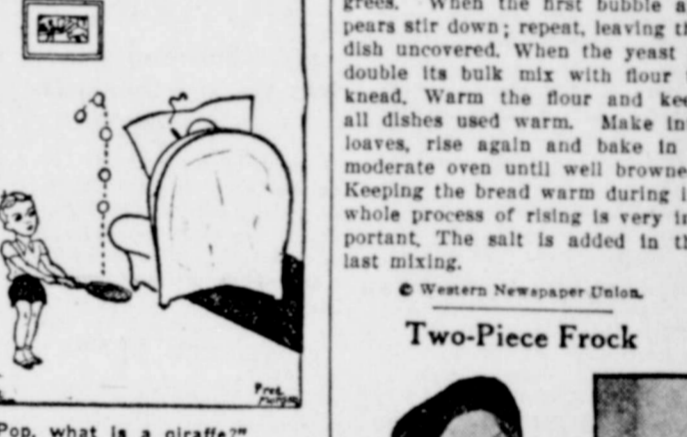 Pop, what is a giraffe?"
grees. When the first bubble a
pears stir down; repeat, leaving th
dish uncovered. When the yeast
double its bulk mix with flour
knead. Warm the flour and kee
all dishes used warm. Make in
loaves, rise again and bake in
moderate oven until well browne
Keeping the bread warm during i
whole process of rising is very im
portant. The salt is added in th
last mixing.
© Western Newspaper Union.
Two-Piece Frock